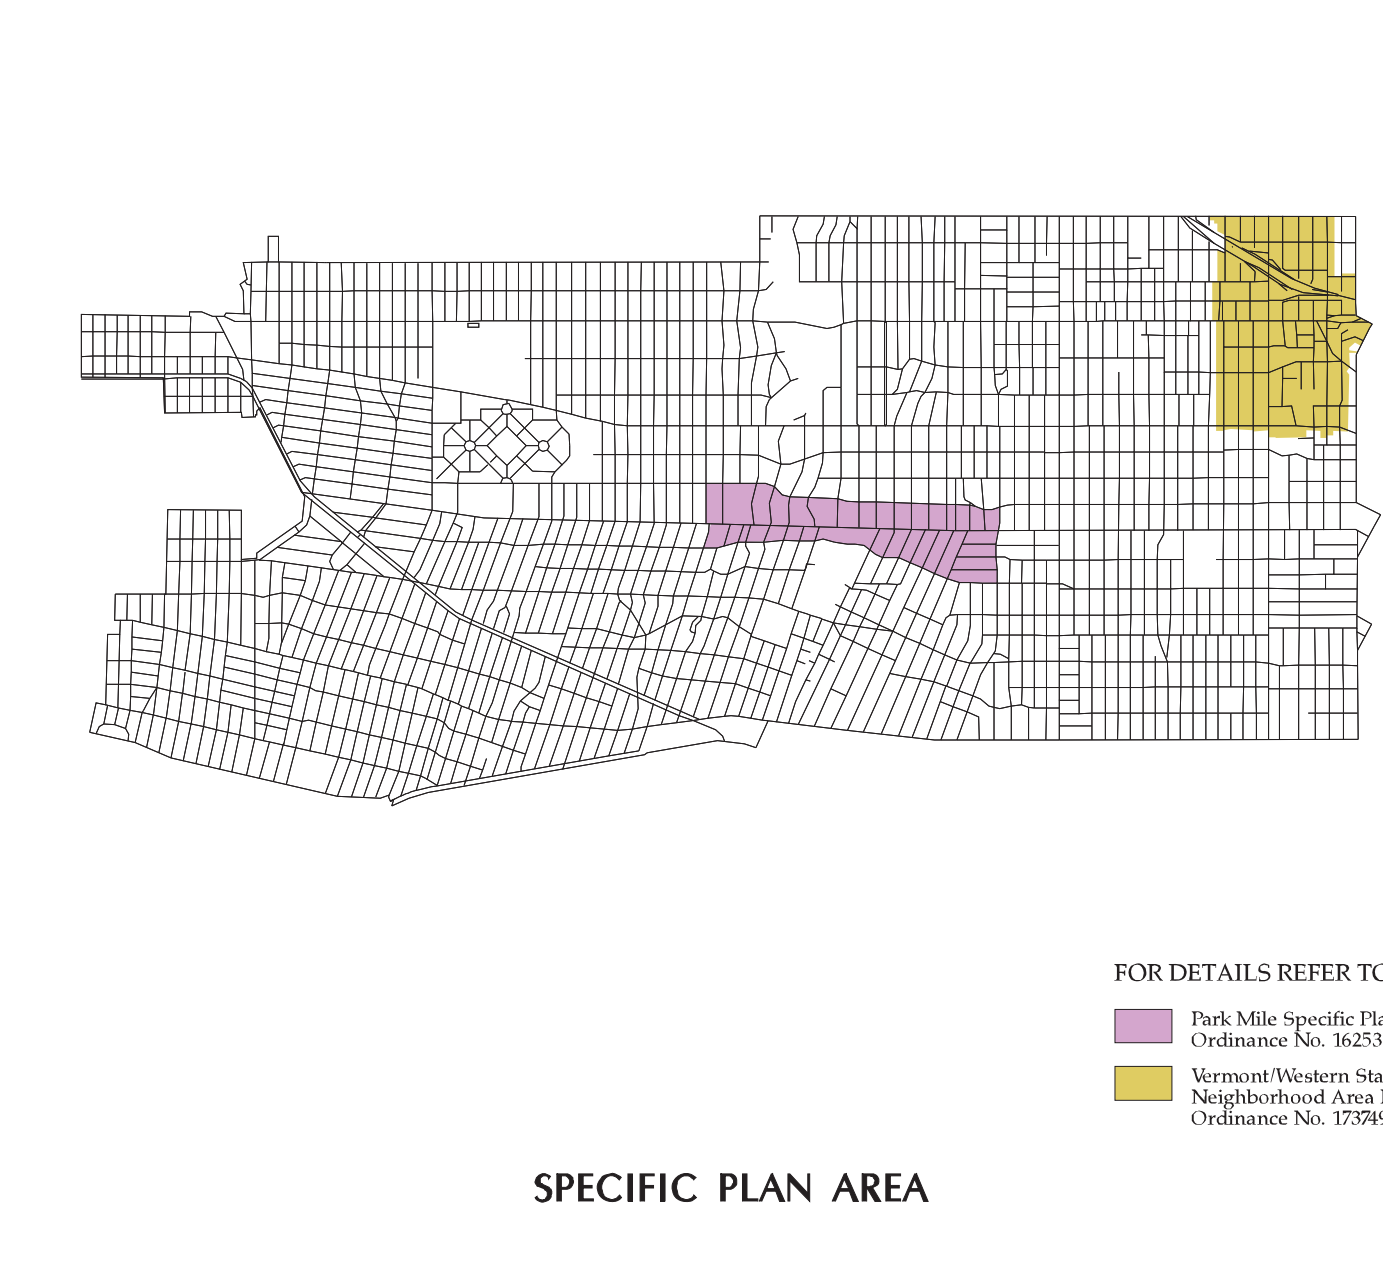 FOR DETAILS REFER TO
Park Mile Specific Pla
Ordinance No. 16253
Vermont/Western Sta
Neighborhood Area
Ordinance No. 173749
SPECIFIC PLAN AREA